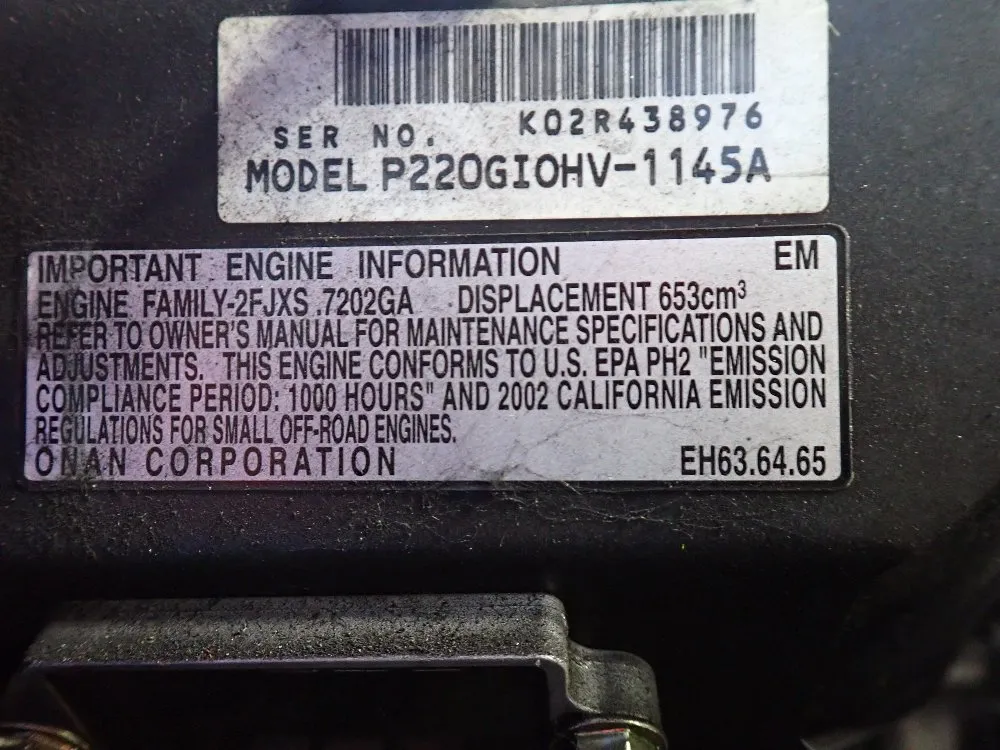 SER NO. K02R438976
MODEL P220GIOHV-1145A
IMPORTANT ENGINE INFORMATION EM
ENGINE FAMILY-2FJXS .7202GA DISPLACEMENT 653cm³
REFER TO OWNER'S MANUAL FOR MAINTENANCE SPECIFICATIONS AND
ADJUSTMENTS. THIS ENGINE CONFORMS TO U.S. EPA PH2 "EMISSION
COMPLIANCE PERIOD: 1000 HOURS" AND 2002 CALIFORNIA EMISSION
REGULATIONS FOR SMALL OFF-ROAD ENGINES.
ONAN CORPORATION EH63.64.65